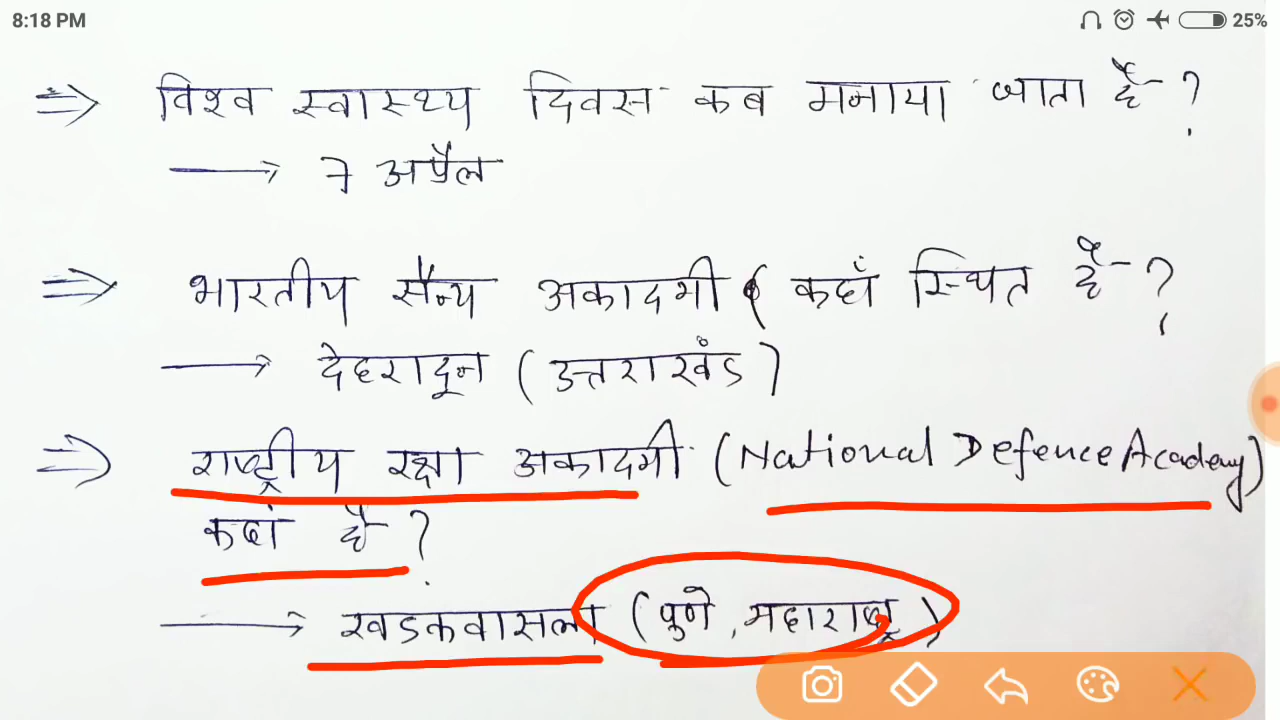 8:18 PM 25%
⇒ विश्व स्वास्थ्य दिवस कब मनाया जाता है ?
→ 7 अप्रैल
⇒ भारतीय सैन्य अकादमी ( कहाँ स्थित है ?
→ देहरादून (उत्तराखंड)
⇒ राष्ट्रीय रक्षा अकादमी (National Defence Academy)
कहां है ?
→ खडकवासला (पुणे, महाराष्ट्र)